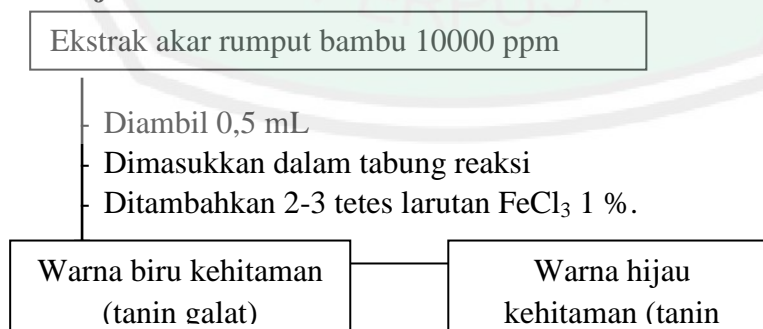 Ekstrak akar rumput bambu 10000 ppm
- Diambil 0,5 mL
- Dimasukkan dalam tabung reaksi
- Ditambahkan 2-3 tetes larutan FeCl₃ 1 %.
Warna biru kehitaman
(tanin galat)
Warna hijau
kehitaman (tanin